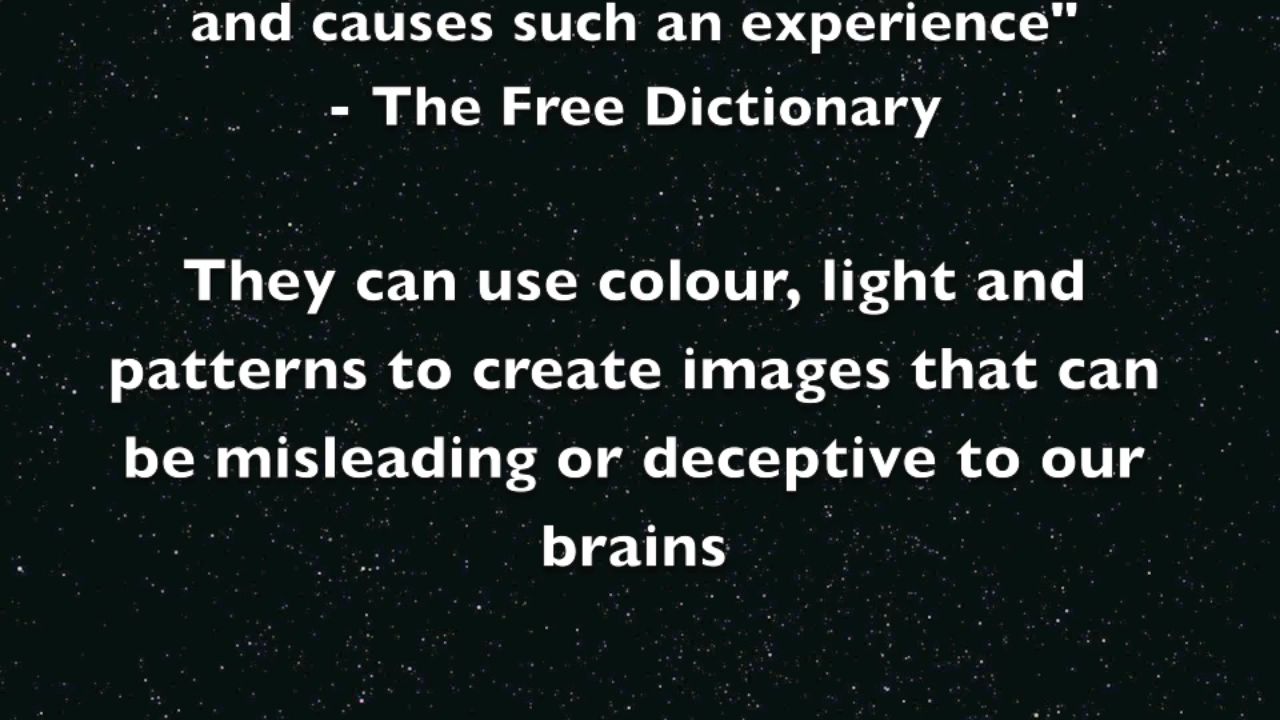 and causes such an experience"
- The Free Dictionary
They can use colour, light and
patterns to create images that can
be misleading or deceptive to our
brains